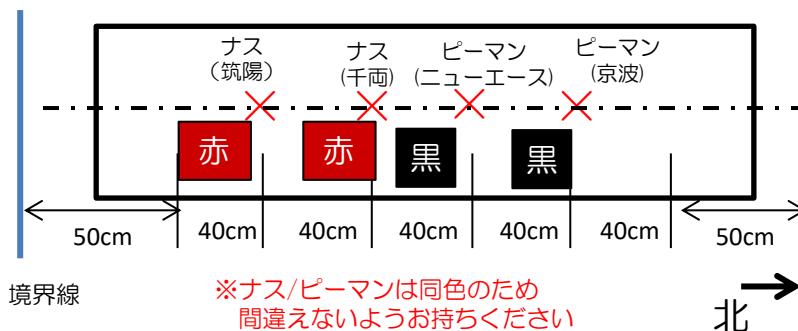 ナス
(筑陽)
ナス
(千両)
ピーマン
(ニューエース)
ピーマン
(京波)
赤
赤
黒
黒
50cm
40cm
40cm
40cm
40cm
40cm
50cm
境界線
※ナス/ピーマンは同色のため
間違えないようお持ちください
北